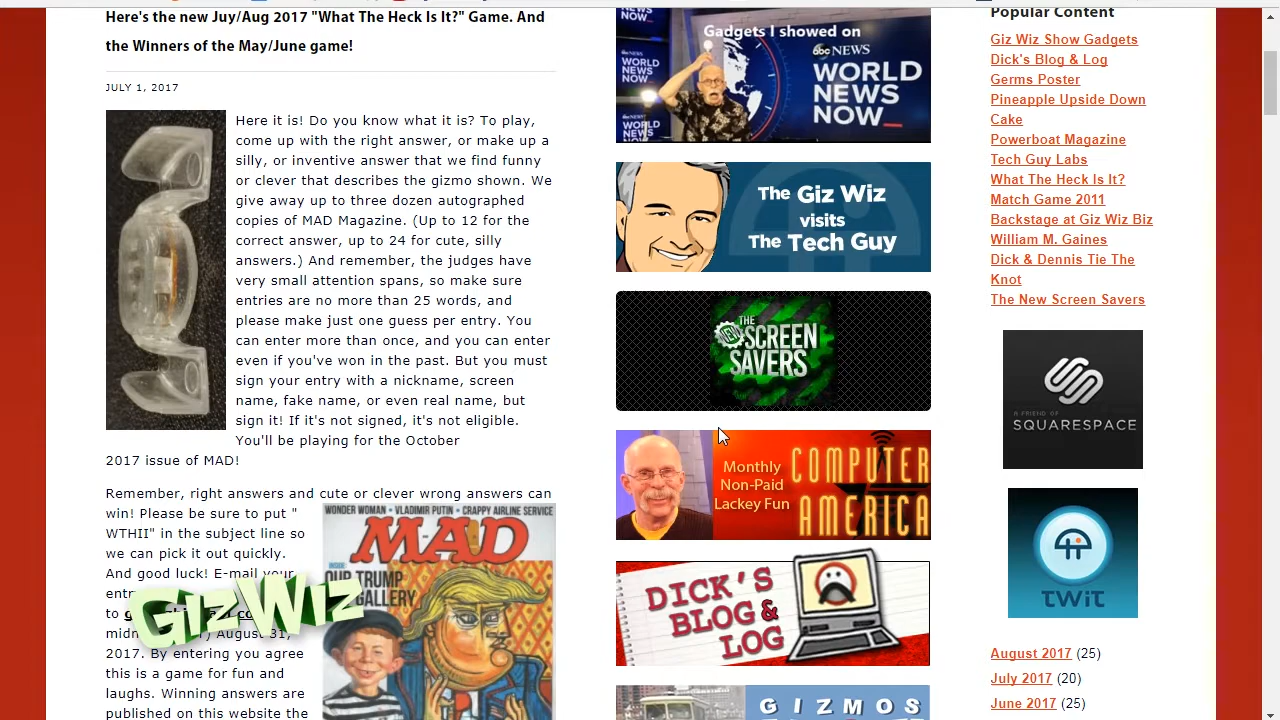 Here's the new Juy/Aug 2017 "What The Heck Is It?" Game. And
the Winners of the May/June game!
JULY 1, 2017
Here it is! Do you know what it is? To play,
come up with the right answer, or make up a
silly, or inventive answer that we find funny
or clever that describes the gizmo shown. We
give away up to three dozen autographed
copies of MAD Magazine. (Up to 12 for the
correct answer, up to 24 for cute, silly
answers.) And remember, the judges have
very small attention spans, so make sure
entries are no more than 25 words, and
please make just one guess per entry. You
can enter more than once, and you can enter
even if you've won in the past. But you must
sign your entry with a nickname, screen
name, fake name, or even real name, but
sign it! If it's not signed, it's not eligible.
You'll be playing for the October
2017 issue of MAD!
Remember, right answers and cute or clever wrong answers can
win! Please be sure to put "
WTHII" in the subject line so
we can pick it out quickly.
And good luck! E-mail your
to
August 31,
2017. By entering you agree
this is a game for fun and
laughs. Winning answers are
published on this website the
GizWiz
WONDER WOMAN • VLADIMIR PUTIN • CRAPPY AIRLINE SERVICE
MAD
INSIDE:
OUR TRUMP
GALLERY
NOW
Gadgets I showed on
abc NEWS
WORLD
NEWS
NOW
WORLD
NEWS
NOW
The Giz Wiz
visits
The Tech Guy
THE
NEW
SCREEN
SAVERS
Monthly
Non-Paid
Lackey Fun
COMPUTER
AMERICA
DICK'S
BLOG &
LOG
GIZMOS
Popular Content
Giz Wiz Show Gadgets
Dick's Blog & Log
Germs Poster
Pineapple Upside Down
Cake
Powerboat Magazine
Tech Guy Labs
What The Heck Is It?
Match Game 2011
Backstage at Giz Wiz Biz
William M. Gaines
Dick & Dennis Tie The
Knot
The New Screen Savers
A FRIEND OF
SQUARESPACE
TWiT
August 2017 (25)
July 2017 (20)
June 2017 (25)